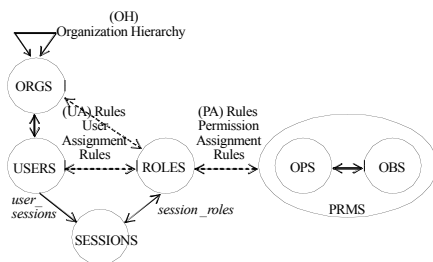 (OH)
Organization Hierarchy
ORGS
(UA) Rules
User
Assignment
Rules
(PA) Rules
Permission
Assignment
Rules
USERS
ROLES
OPS
OBS
PRMS
user_
sessions
session_roles
SESSIONS